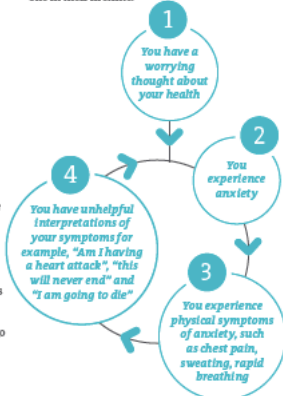 1
You have a
worrying
thought about
your health
2
You
experience
anxiety
3
You experience
physical symptoms
of anxiety, such
as chest pain,
sweating, rapid
breathing
4
You have unhelpful
interpretations of
your symptoms for
example, “Am I having
a heart attack”, “this
will never end” and
“I am going to die”